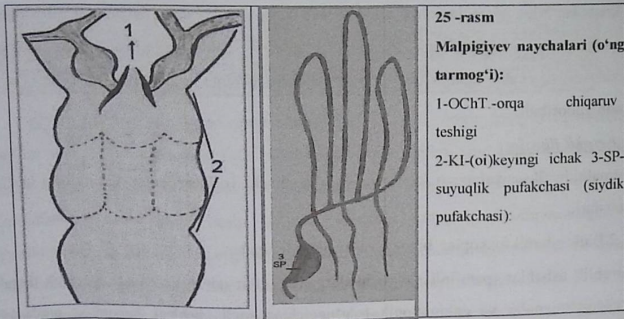 1
2
3
SP
25 -rasm
Malpigiyev naychalari (o‘ng
tarmog‘i):
1-OChT -orqa chiqaruv
teshigi
2-KI-(oi)keyingi ichak 3-SP-
suyuqlik pufakchasi (siydik
pufakchasi):